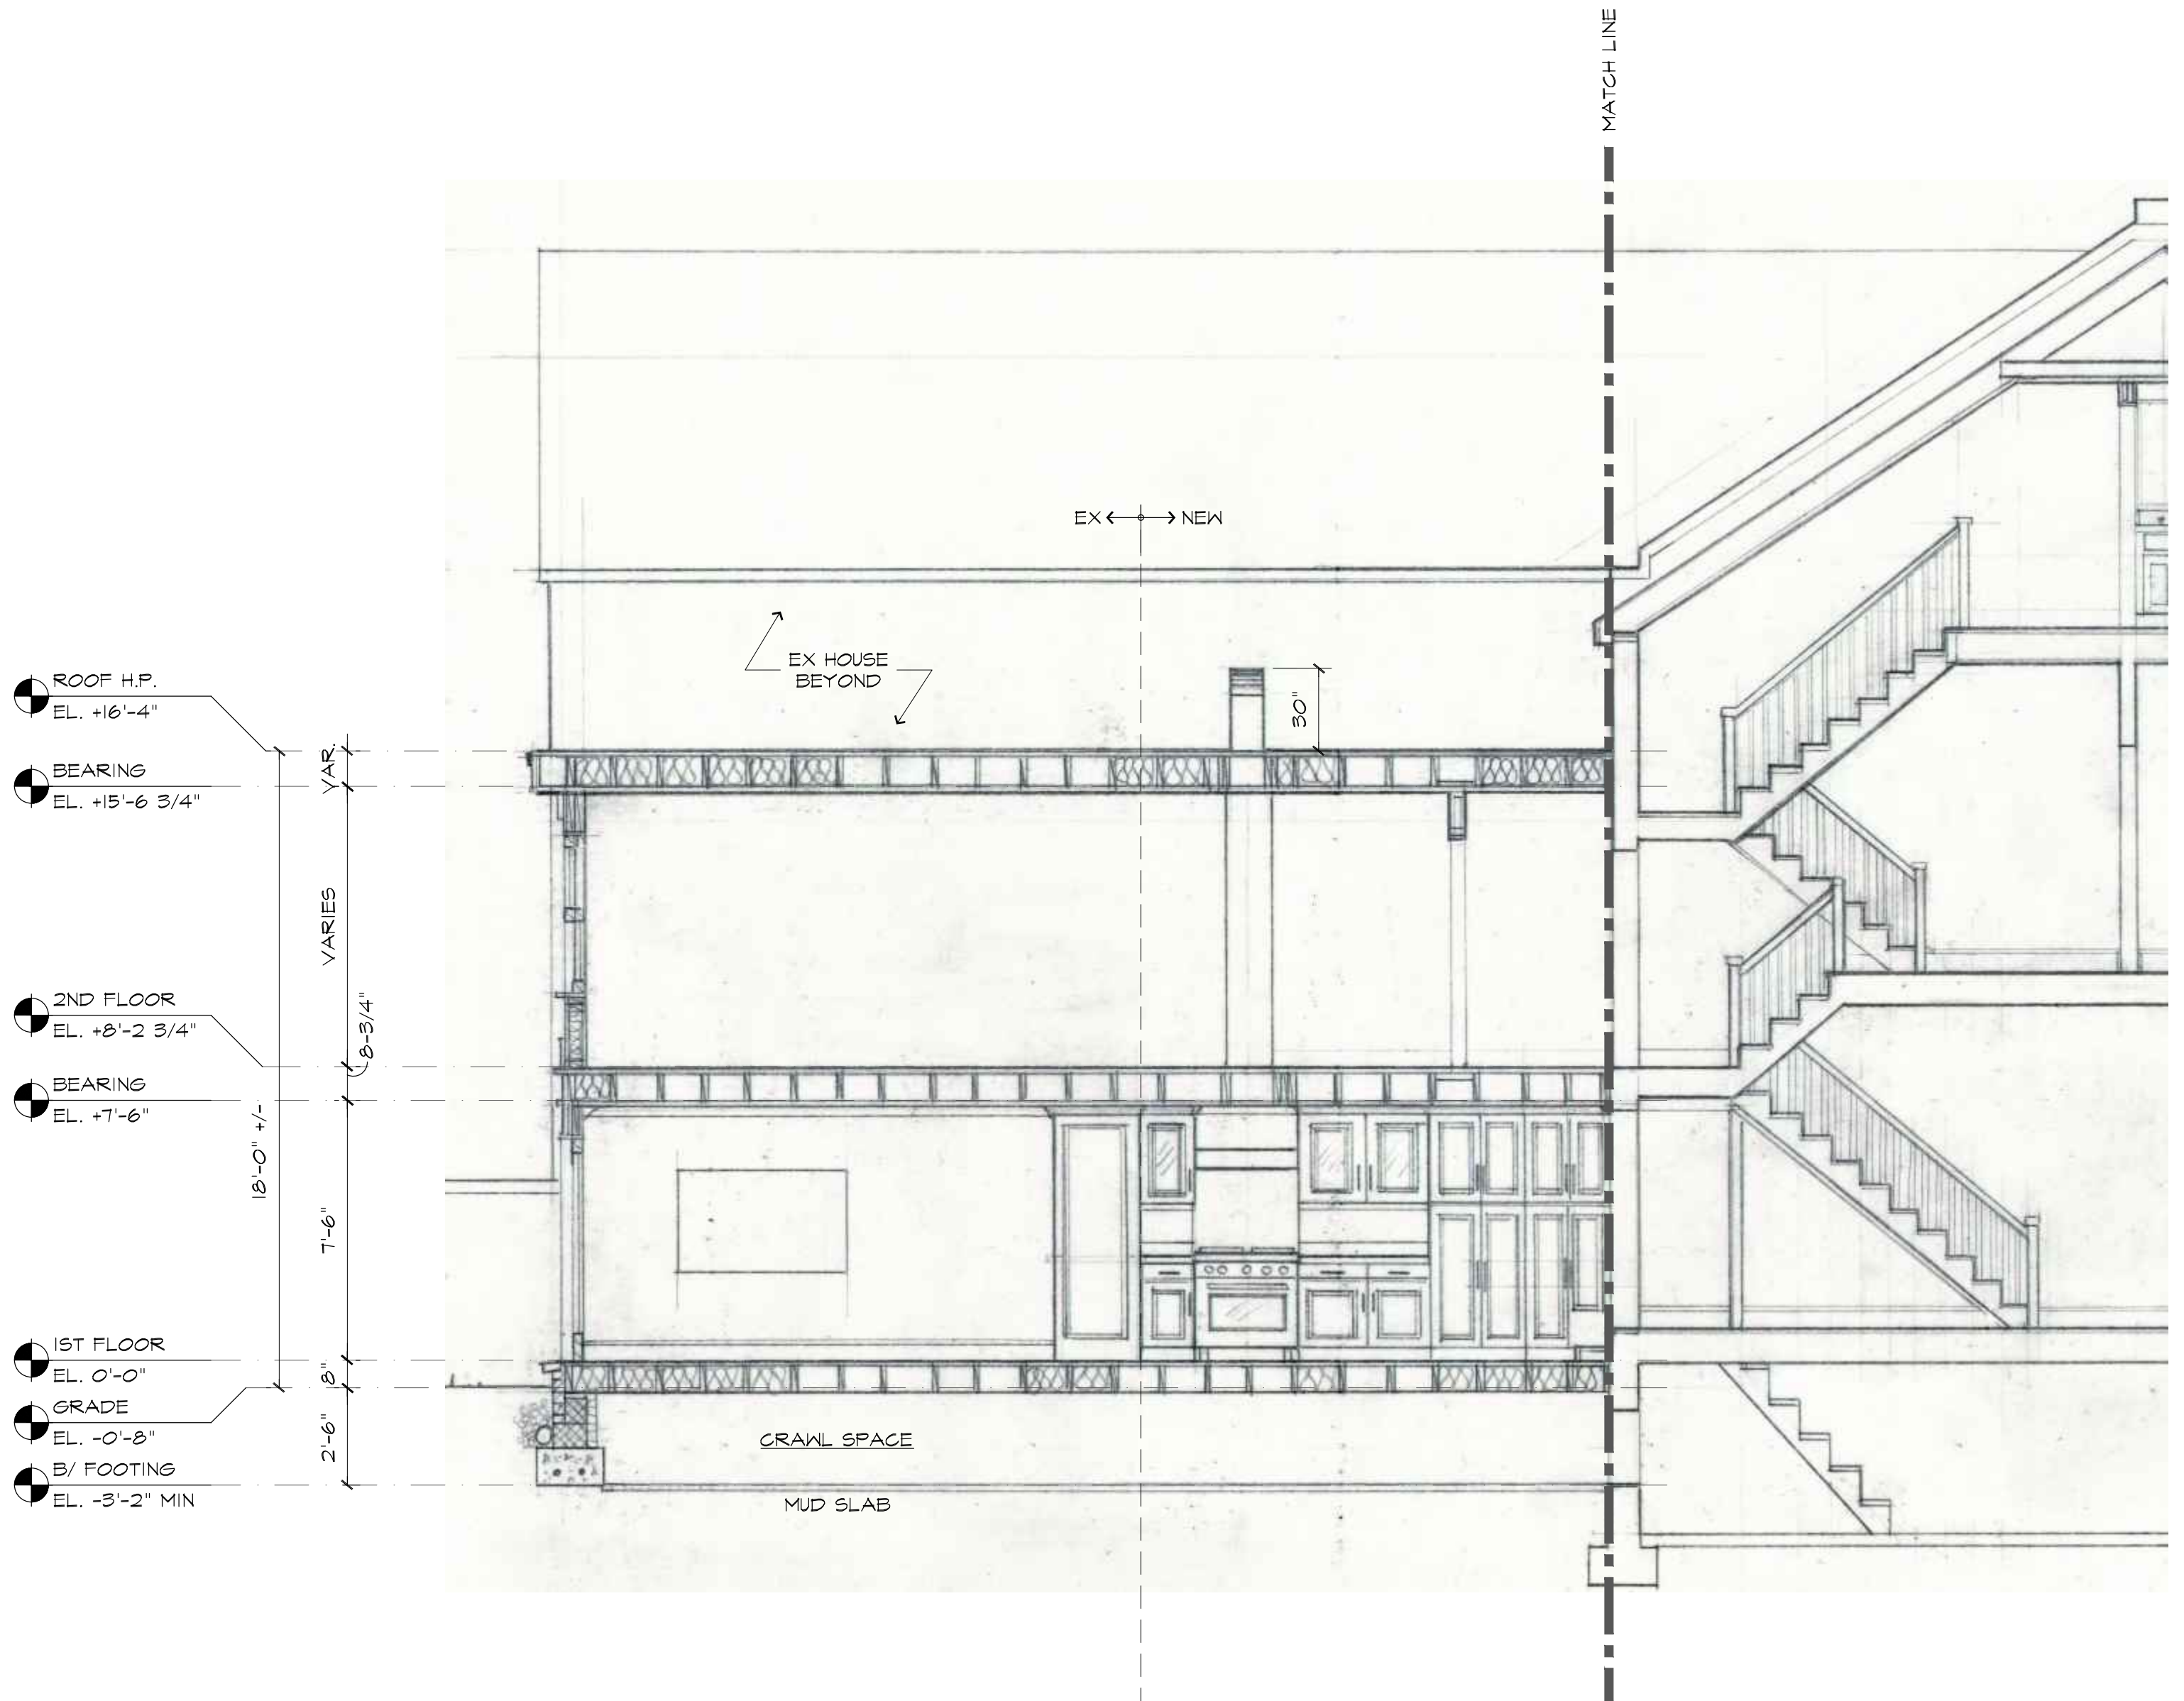 MATCH LINE
EX NEW
EX HOUSE
BEYOND
30"
ROOF H.P.
EL. +16'-4"
BEARING
EL. +15'-6 3/4"
2ND FLOOR
EL. +8'-2 3/4"
BEARING
EL. +7'-6"
1ST FLOOR
EL. 0'-0"
GRADE
EL. -0'-8"
B/ FOOTING
EL. -3'-2" MIN
18'-0" +/-
VAR.
VARIES
8-3/4"
7'-6"
8"
2'-6"
CRAWL SPACE
MUD SLAB